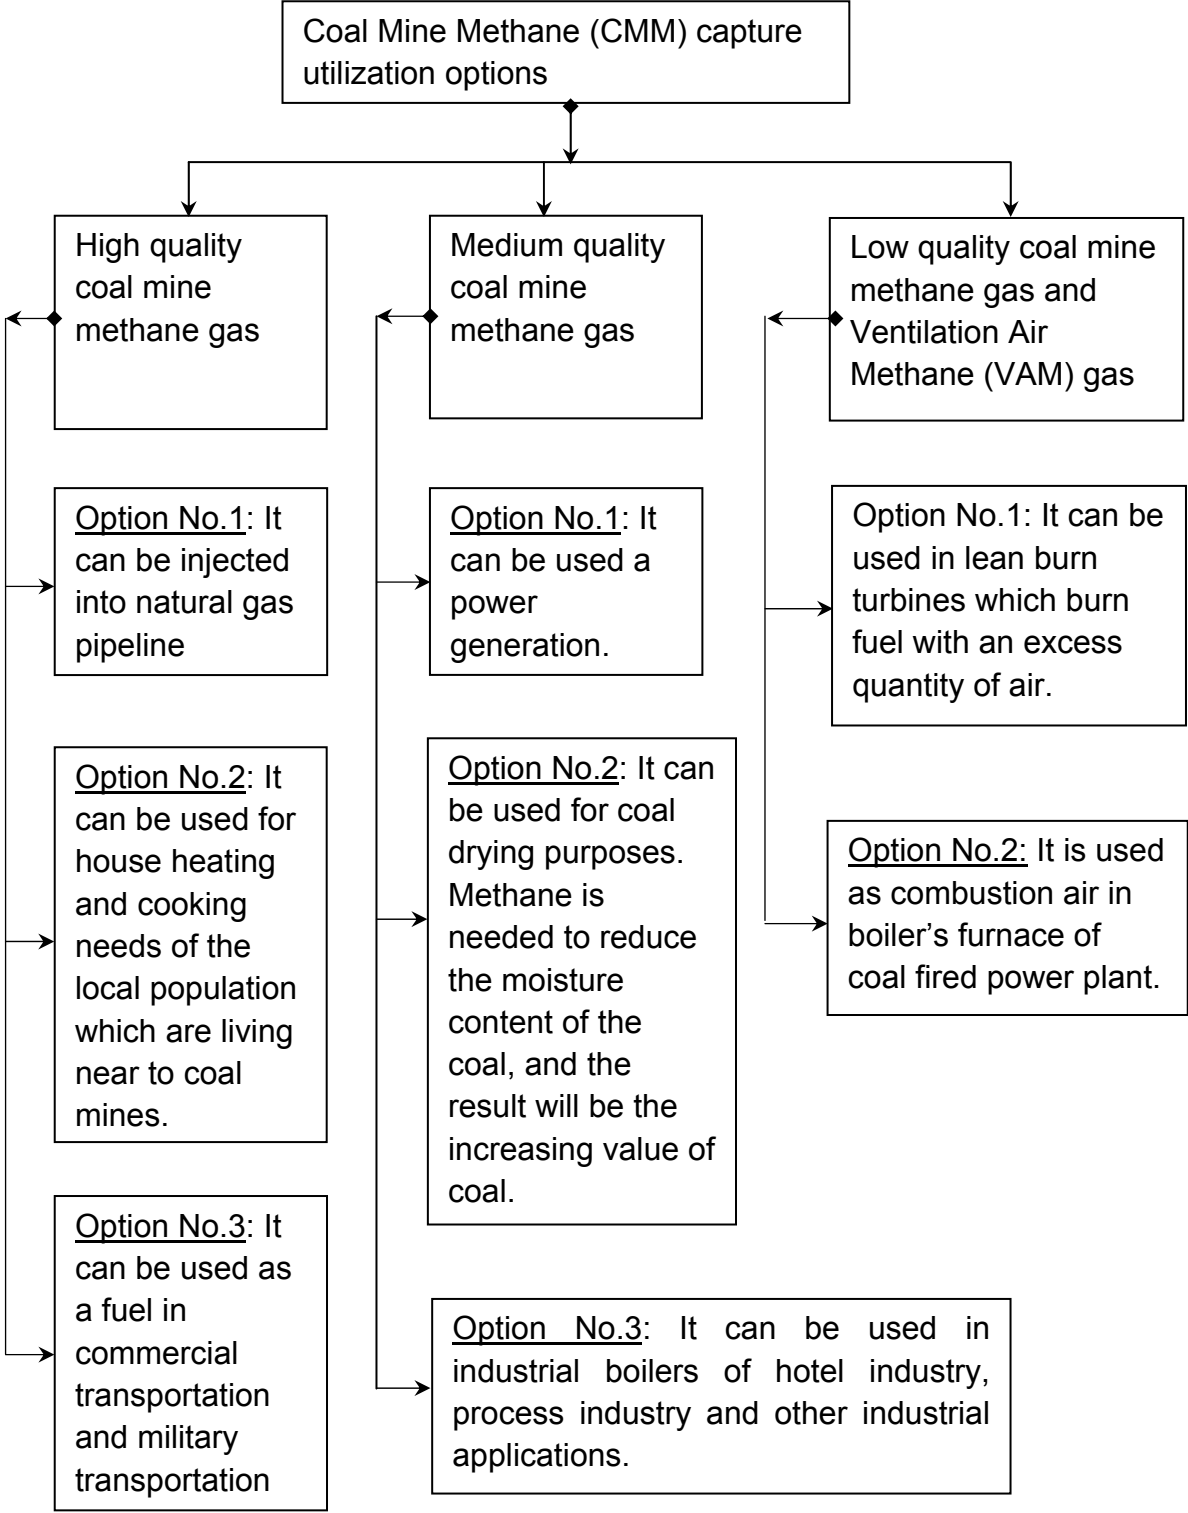 Coal Mine Methane (CMM) capture
utilization options
High quality
coal mine
methane gas
Medium quality
coal mine
methane gas
Low quality coal mine
methane gas and
Ventilation Air
Methane (VAM) gas
Option No.1: It
can be injected
into natural gas
pipeline
Option No.1: It
can be used a
power
generation.
Option No.1: It can be
used in lean burn
turbines which burn
fuel with an excess
quantity of air.
Option No.2: It
can be used for
house heating
and cooking
needs of the
local population
which are living
near to coal
mines.
Option No.2: It can
be used for coal
drying purposes.
Methane is
needed to reduce
the moisture
content of the
coal, and the
result will be the
increasing value of
coal.
Option No.2: It is used
as combustion air in
boiler’s furnace of
coal fired power plant.
Option No.3: It
can be used as
a fuel in
commercial
transportation
and military
transportation
Option No.3: It can be used in
industrial boilers of hotel industry,
process industry and other industrial
applications.